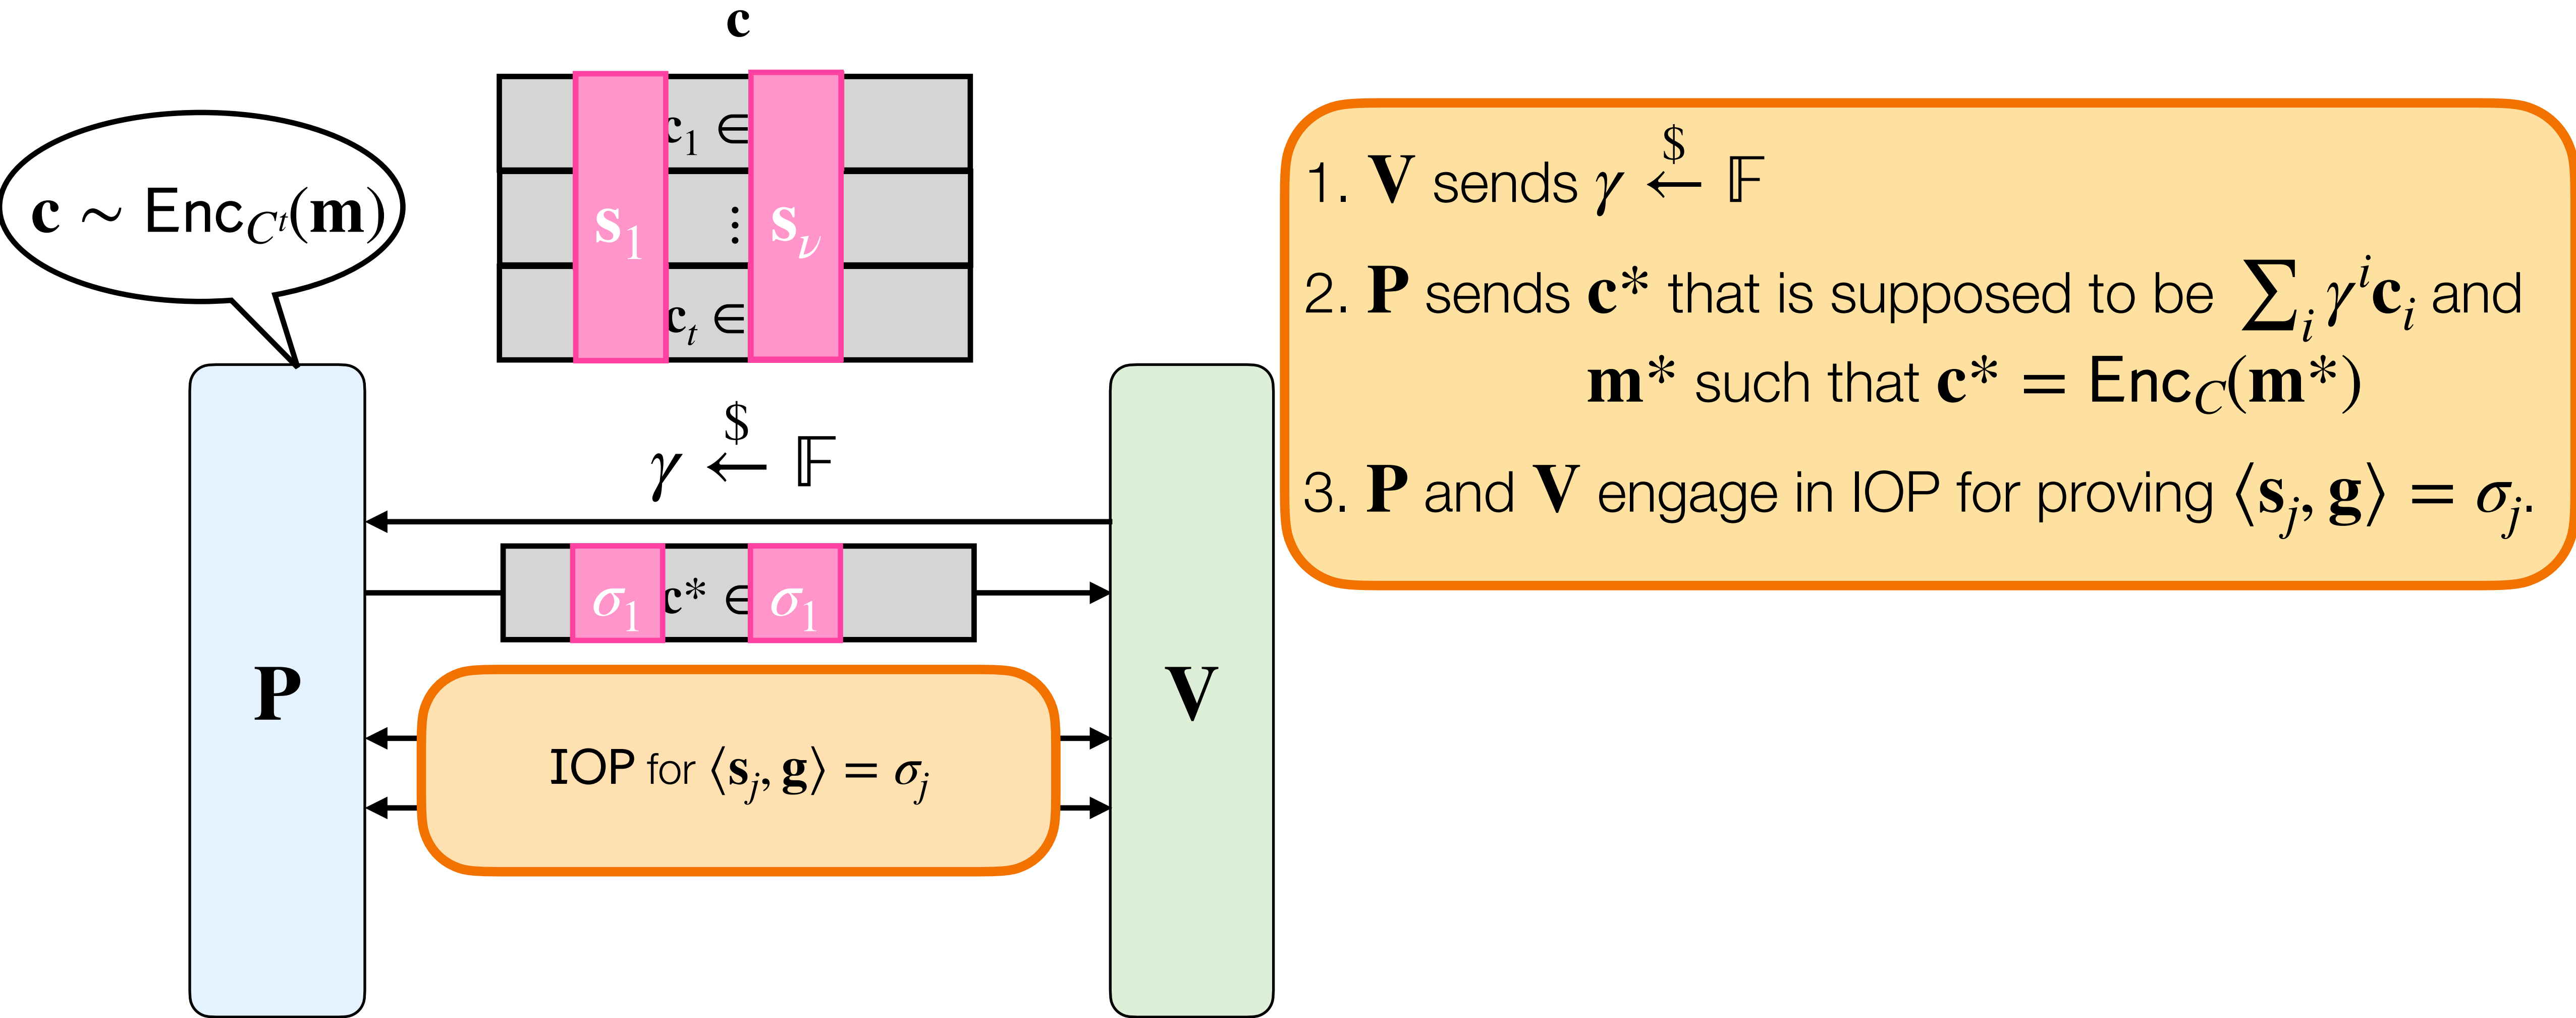 𝐜
𝐜 ∼ Enc_{C^t}(𝐦)
𝐜_1 ∈
⋮
𝐜_t ∈
𝐬_1
𝐬_ν
γ ←^$ 𝔽
𝐜* ∈
σ_1
σ_1
𝐏
𝐕
IOP for ⟨𝐬_j, 𝐠⟩ = σ_j
1. 𝐕 sends γ ←^$ 𝔽
2. 𝐏 sends 𝐜* that is supposed to be ∑_i γ^i 𝐜_i and
𝐦* such that 𝐜* = Enc_C(𝐦*)
3. 𝐏 and 𝐕 engage in IOP for proving ⟨𝐬_j, 𝐠⟩ = σ_j.